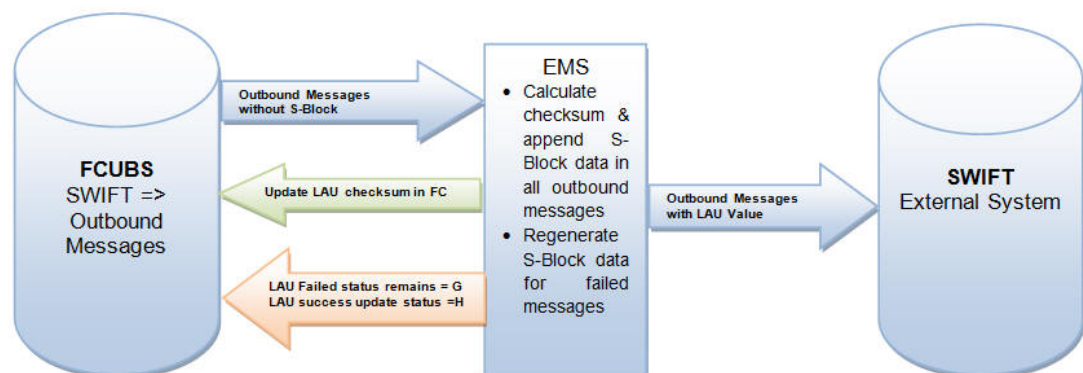 FCUBS
SWIFT =>
Outbound
Messages
Outbound Messages
without S-Block
Update LAU checksum in FC
LAU Failed status remains = G
LAU success update status =H
EMS
• Calculate
checksum &
append S-
Block data in
all outbound
messages
• Regenerate
S-Block data
for failed
messages
Outbound Messages
with LAU Value
SWIFT
External System